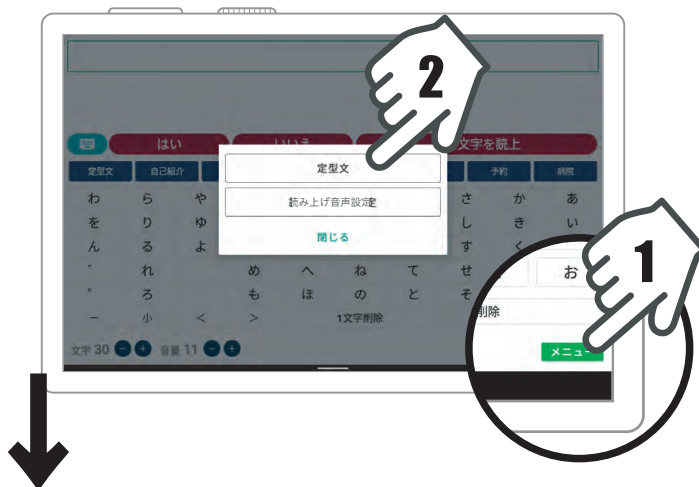 2
はい
いいえ
文字を読上
定型文
自己紹介
予約
病院
定型文
読み上げ音声設定
閉じる
わ ら や さ か あ
を り ゆ し き い
ん る よ す く
゛ れ め へ ね て せ お
゜ ろ も ほ の と そ
ー 小 < > 1文字削除
削除
文字 30 - + 音量 11 - +
メニュー
1